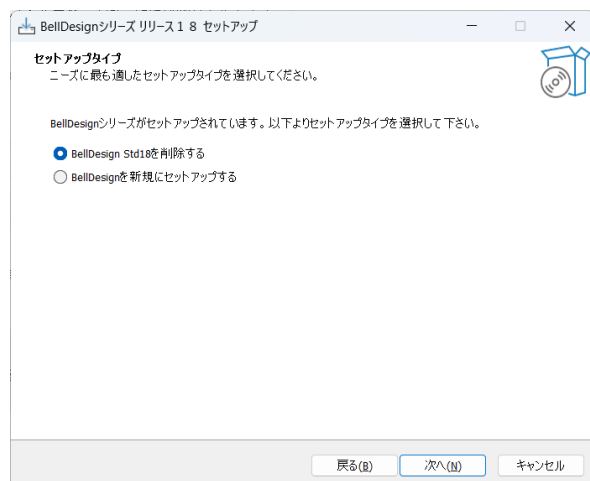 BellDesignシリーズ リリース１８ セットアップ
セットアップタイプ
ニーズに最も適したセットアップタイプを選択してください。
BellDesignシリーズがセットアップされています。以下よりセットアップタイプを選択して下さい。
BellDesign Std18を削除する
BellDesignを新規にセットアップする
戻る(B) 次へ(N) キャンセル